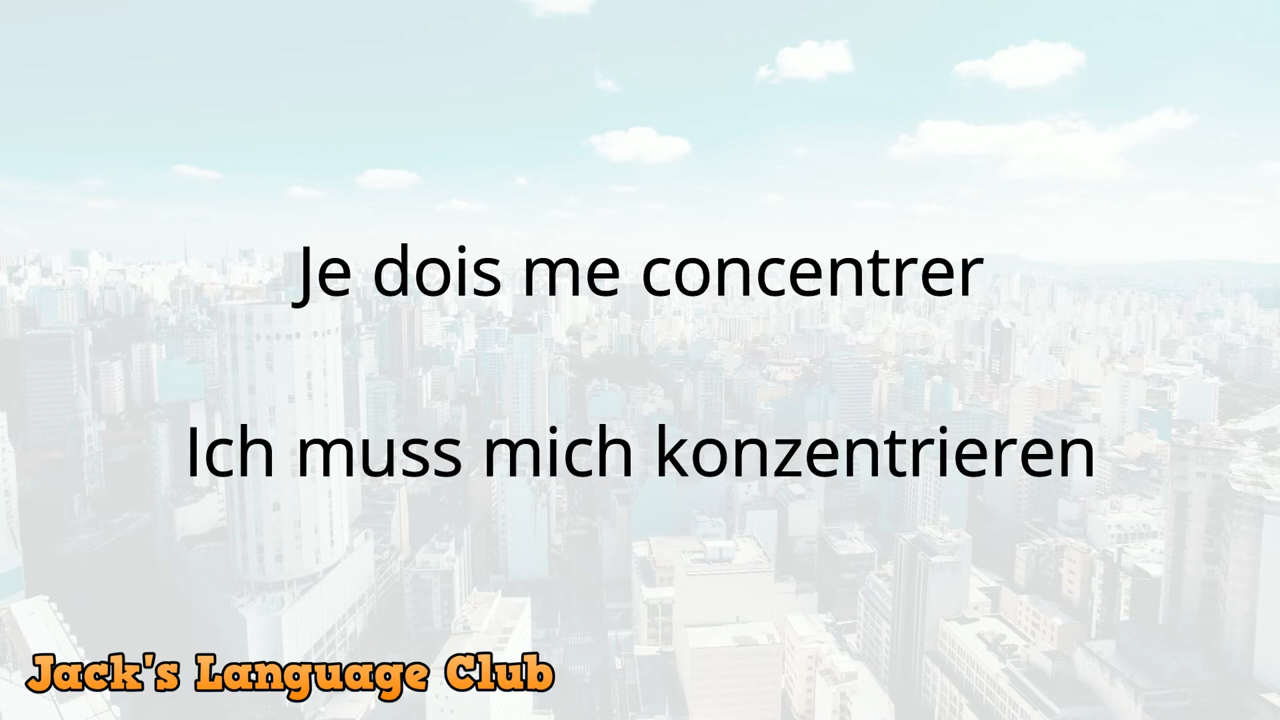 Je dois me concentrer
Ich muss mich konzentrieren
Jack's Language Club